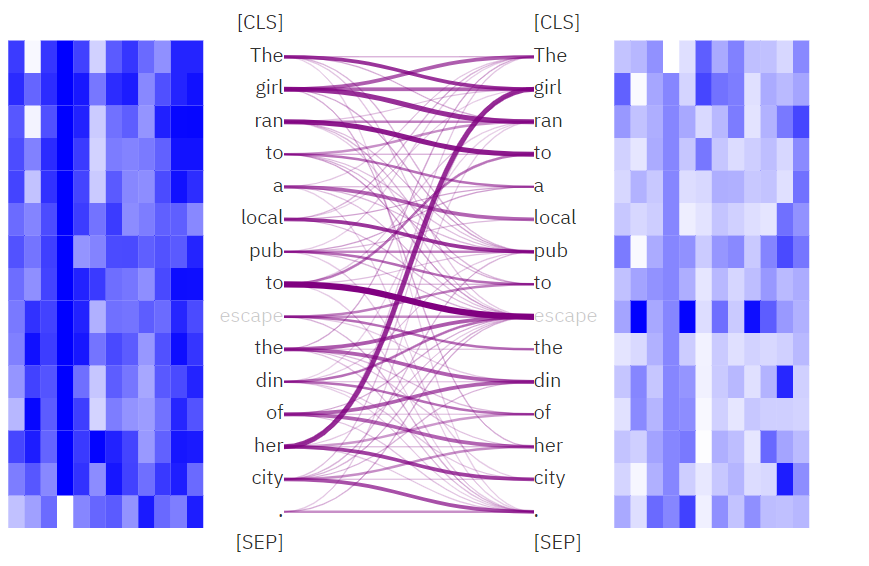 [CLS] [CLS]
The The
girl girl
ran ran
to to
a a
local local
pub pub
to to
escape escape
the the
din din
of of
her her
city city
. .
[SEP] [SEP]